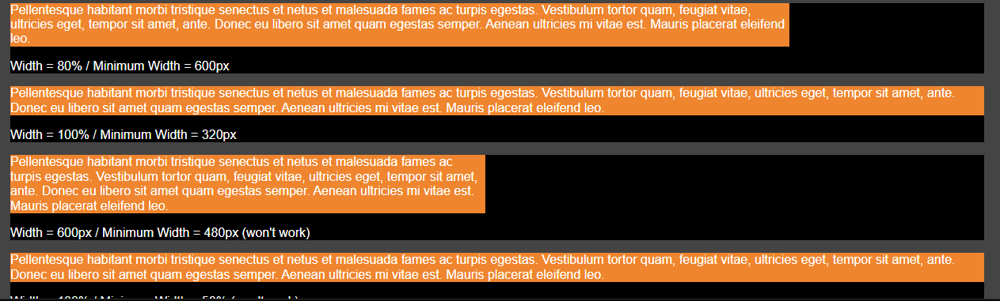 Pellentesque habitant morbi tristique senectus et netus et malesuada fames ac turpis egestas. Vestibulum tortor quam, feugiat vitae,
ultricies eget, tempor sit amet, ante. Donec eu libero sit amet quam egestas semper. Aenean ultricies mi vitae est. Mauris placerat eleifend
leo.
Width = 80% / Minimum Width = 600px
Pellentesque habitant morbi tristique senectus et netus et malesuada fames ac turpis egestas. Vestibulum tortor quam, feugiat vitae, ultricies eget, tempor sit amet, ante.
Donec eu libero sit amet quam egestas semper. Aenean ultricies mi vitae est. Mauris placerat eleifend leo.
Width = 100% / Minimum Width = 320px
Pellentesque habitant morbi tristique senectus et netus et malesuada fames ac
turpis egestas. Vestibulum tortor quam, feugiat vitae, ultricies eget, tempor sit amet,
ante. Donec eu libero sit amet quam egestas semper. Aenean ultricies mi vitae est.
Mauris placerat eleifend leo.
Width = 600px / Minimum Width = 480px (won't work)
Pellentesque habitant morbi tristique senectus et netus et malesuada fames ac turpis egestas. Vestibulum tortor quam, feugiat vitae, ultricies eget, tempor sit amet, ante.
Donec eu libero sit amet quam egestas semper. Aenean ultricies mi vitae est. Mauris placerat eleifend leo.